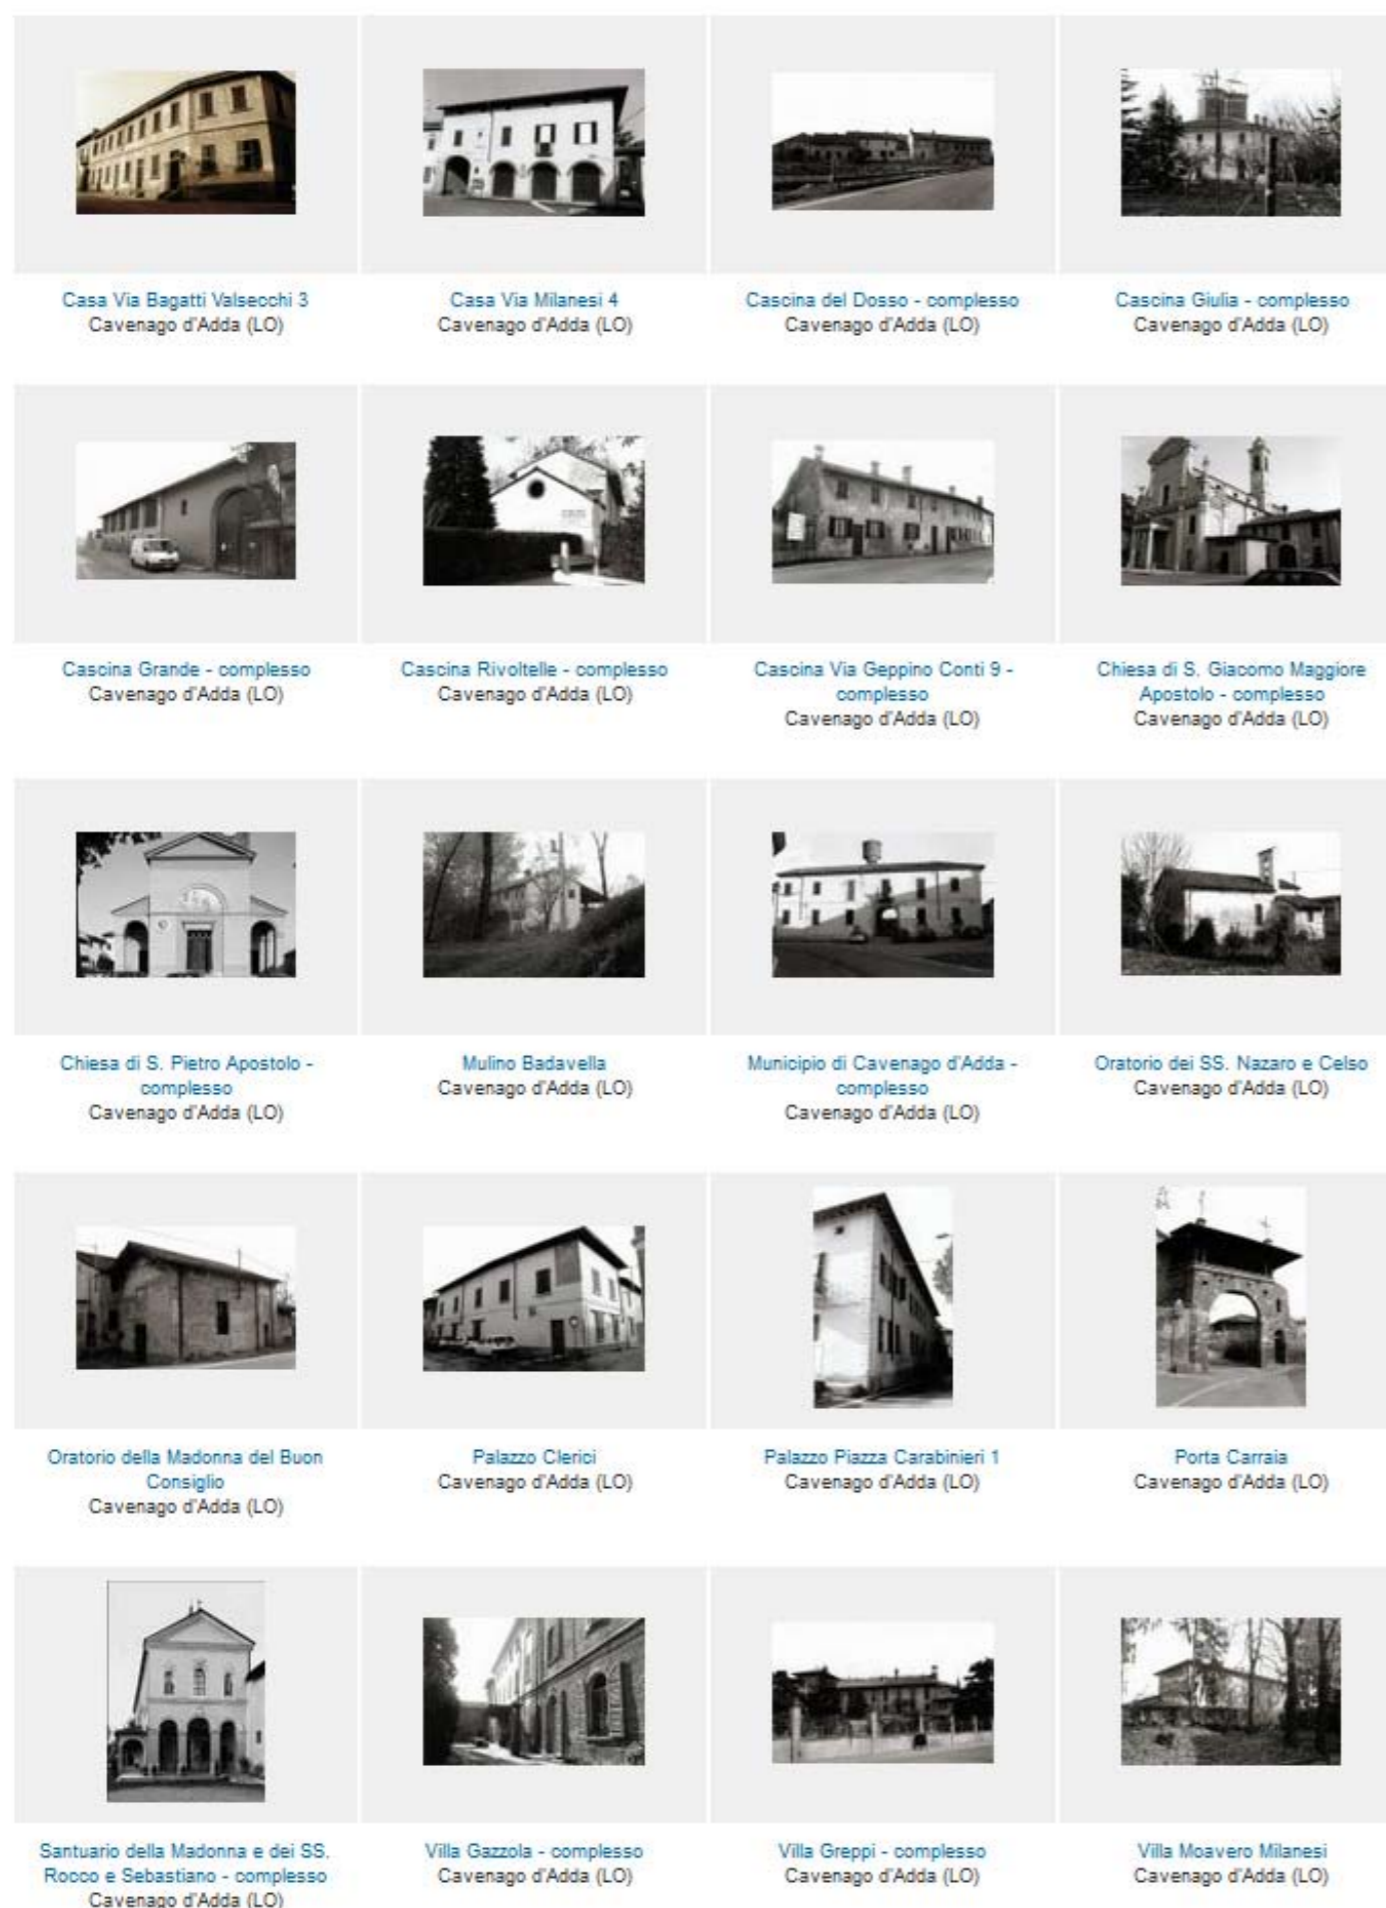 Casa Via Bagatti Valsecchi 3
Cavenago d'Adda (LO)
Casa Via Milanesi 4
Cavenago d'Adda (LO)
Cascina del Dosso - complesso
Cavenago d'Adda (LO)
Cascina Giulia - complesso
Cavenago d'Adda (LO)
Cascina Grande - complesso
Cavenago d'Adda (LO)
Cascina Rivoltelle - complesso
Cavenago d'Adda (LO)
Cascina Via Geppino Conti 9 -
complesso
Cavenago d'Adda (LO)
Chiesa di S. Giacomo Maggiore
Apostolo - complesso
Cavenago d'Adda (LO)
Chiesa di S. Pietro Apostolo -
complesso
Cavenago d'Adda (LO)
Mulino Badavella
Cavenago d'Adda (LO)
Municipio di Cavenago d'Adda -
complesso
Cavenago d'Adda (LO)
Oratorio dei SS. Nazaro e Celso
Cavenago d'Adda (LO)
Oratorio della Madonna del Buon
Consiglio
Cavenago d'Adda (LO)
Palazzo Clerici
Cavenago d'Adda (LO)
Palazzo Piazza Carabinieri 1
Cavenago d'Adda (LO)
Porta Carraia
Cavenago d'Adda (LO)
Santuario della Madonna e dei SS.
Rocco e Sebastiano - complesso
Cavenago d'Adda (LO)
Villa Gazzola - complesso
Cavenago d'Adda (LO)
Villa Greppi - complesso
Cavenago d'Adda (LO)
Villa Moavero Milanesi
Cavenago d'Adda (LO)